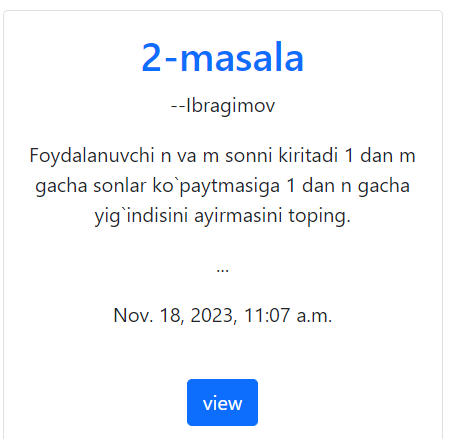 2-masala
--Ibragimov
Foydalanuvchi n va m sonni kiritadi 1 dan m
gacha sonlar ko`paytmasiga 1 dan n gacha
yig`indisini ayirmasini toping.
...
Nov. 18, 2023, 11:07 a.m.
view